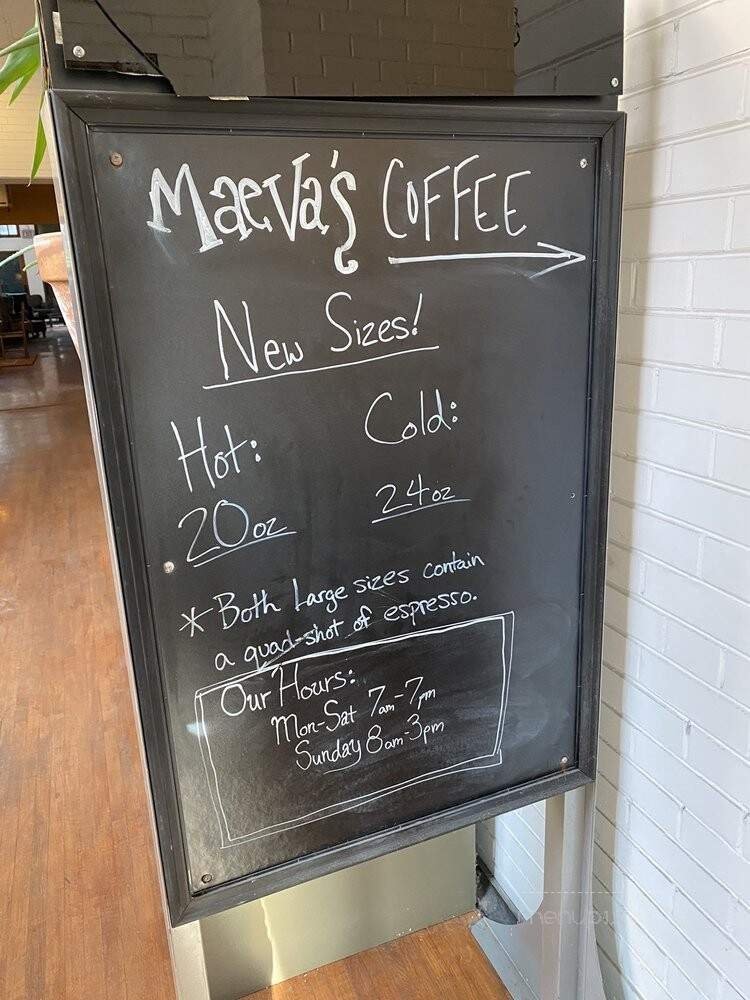 Maeva's COFFEE
New Sizes!
Hot:
20oz
Cold:
24oz
* Both Large sizes contain
a quad-shot of espresso.
Our Hours:
Mon-Sat 7am-7pm
Sunday 8am-3pm